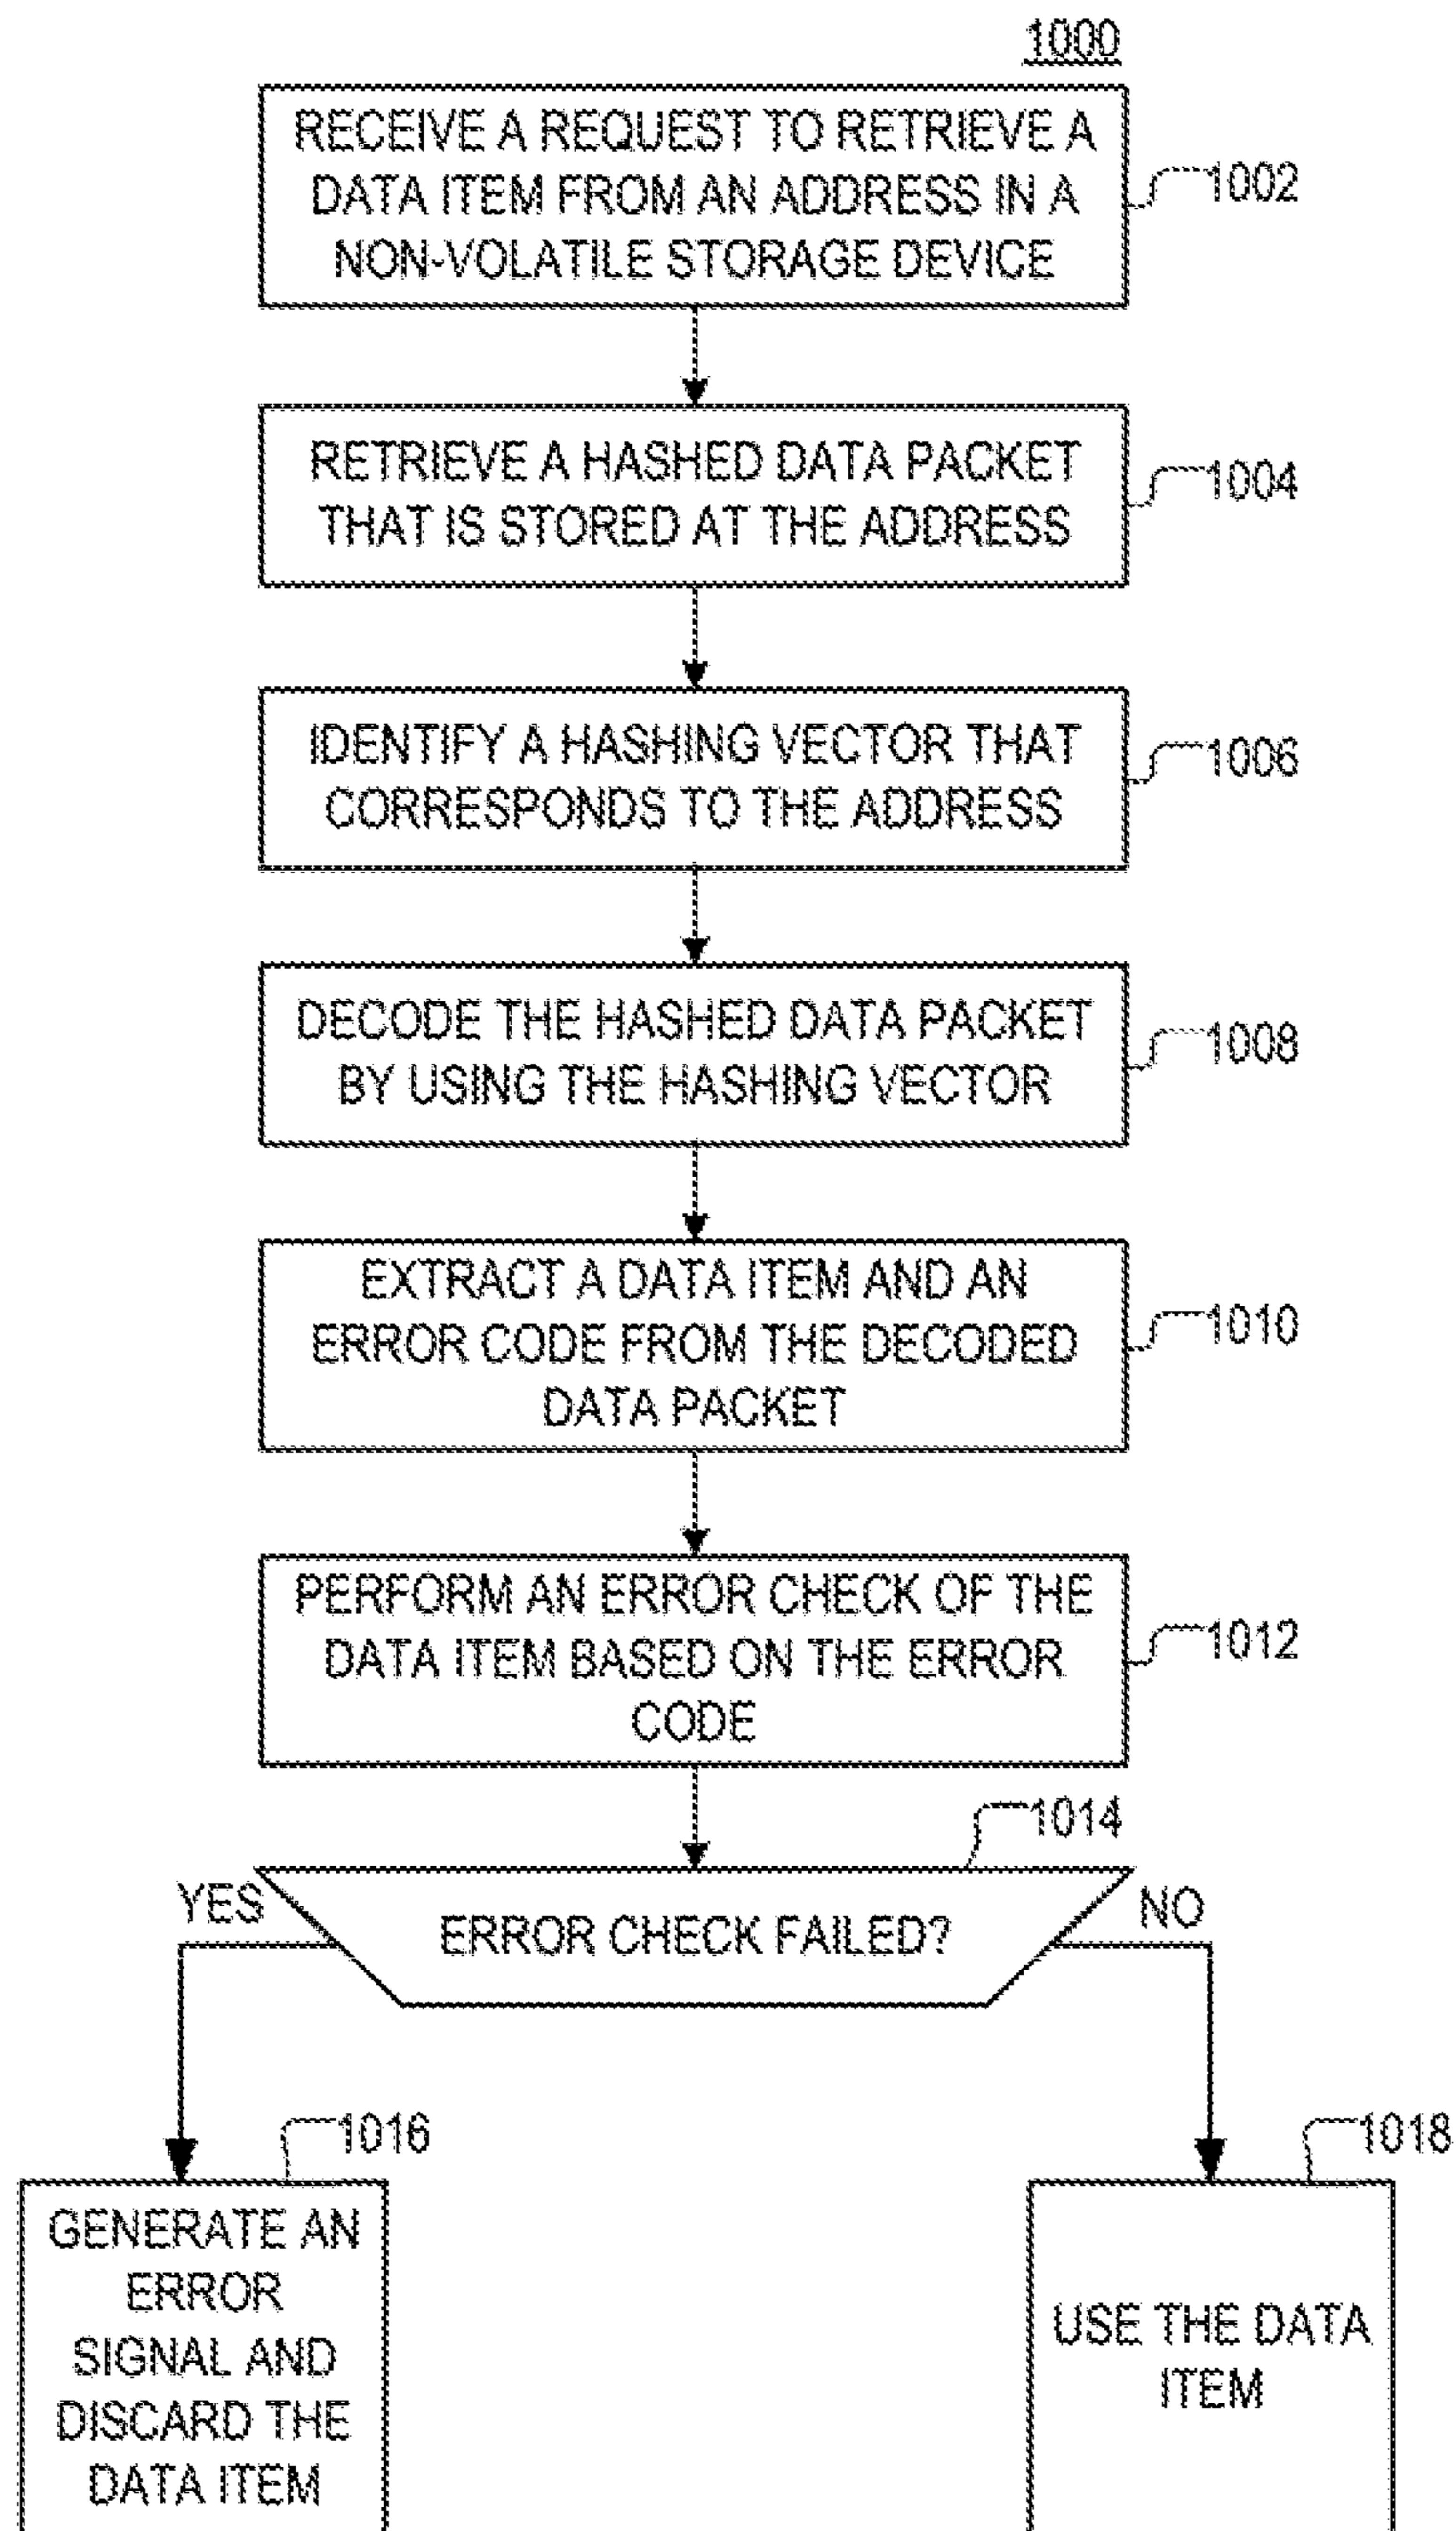 1000
RECEIVE A REQUEST TO RETRIEVE A
DATA ITEM FROM AN ADDRESS IN A
NON-VOLATILE STORAGE DEVICE
1002
RETRIEVE A HASHED DATA PACKET
THAT IS STORED AT THE ADDRESS
1004
IDENTIFY A HASHING VECTOR THAT
CORRESPONDS TO THE ADDRESS
1006
DECODE THE HASHED DATA PACKET
BY USING THE HASHING VECTOR
1008
EXTRACT A DATA ITEM AND AN
ERROR CODE FROM THE DECODED
DATA PACKET
1010
PERFORM AN ERROR CHECK OF THE
DATA ITEM BASED ON THE ERROR
CODE
1012
1014
YES
ERROR CHECK FAILED?
NO
1016
GENERATE AN
ERROR
SIGNAL AND
DISCARD THE
DATA ITEM
1018
USE THE DATA
ITEM